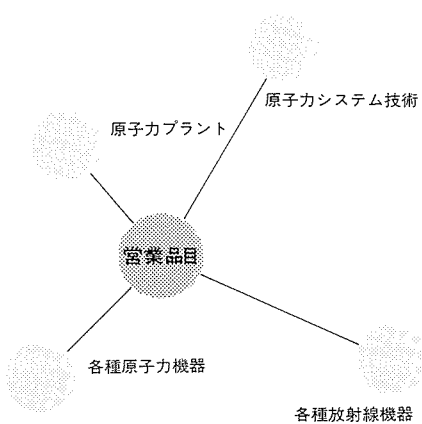 原子力システム技術
原子力プラント
営業品目
各種原子力機器
各種放射線機器